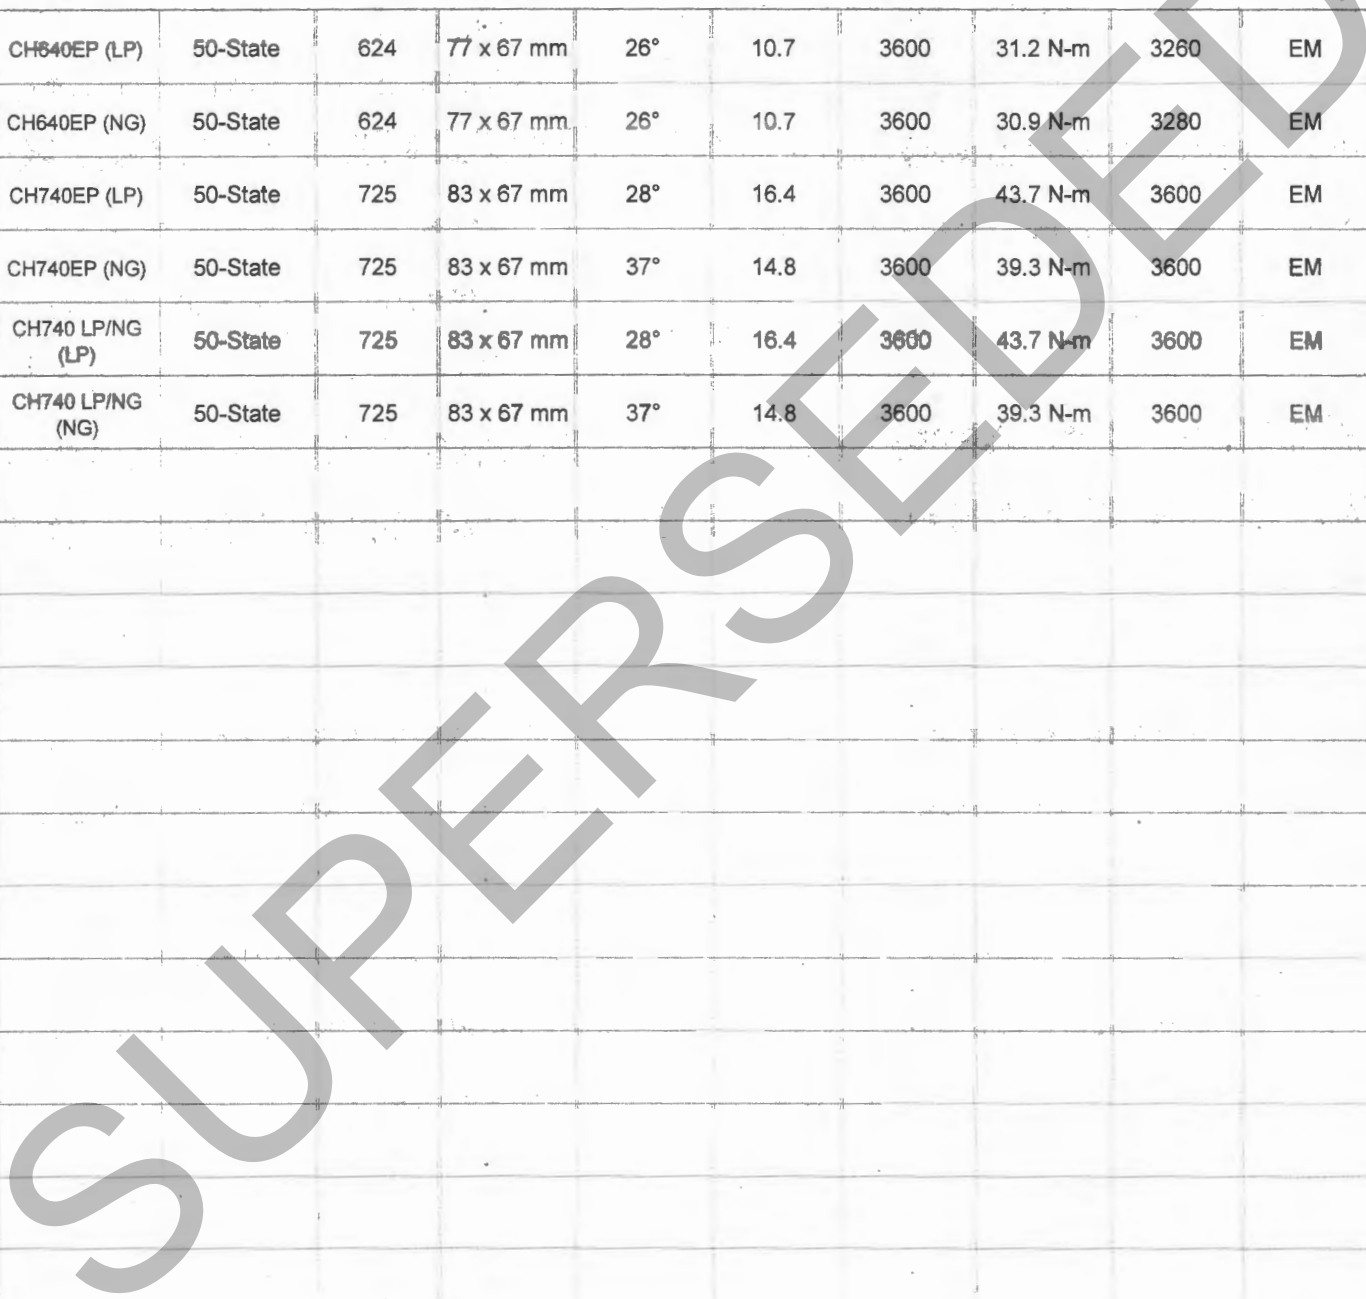 CH640EP (LP) 50-State 624 77 x 67 mm 26° 10.7 3600 31.2 N-m 3260 EM
CH640EP (NG) 50-State 624 77 x 67 mm 26° 10.7 3600 30.9 N-m 3280 EM
CH740EP (LP) 50-State 725 83 x 67 mm 28° 16.4 3600 43.7 N-m 3600 EM
CH740EP (NG) 50-State 725 83 x 67 mm 37° 14.8 3600 39.3 N-m 3600 EM
CH740 LP/NG (LP) 50-State 725 83 x 67 mm 28° 16.4 3600 43.7 N-m 3600 EM
CH740 LP/NG (NG) 50-State 725 83 x 67 mm 37° 14.8 3600 39.3 N-m 3600 EM
SUPERSEDED